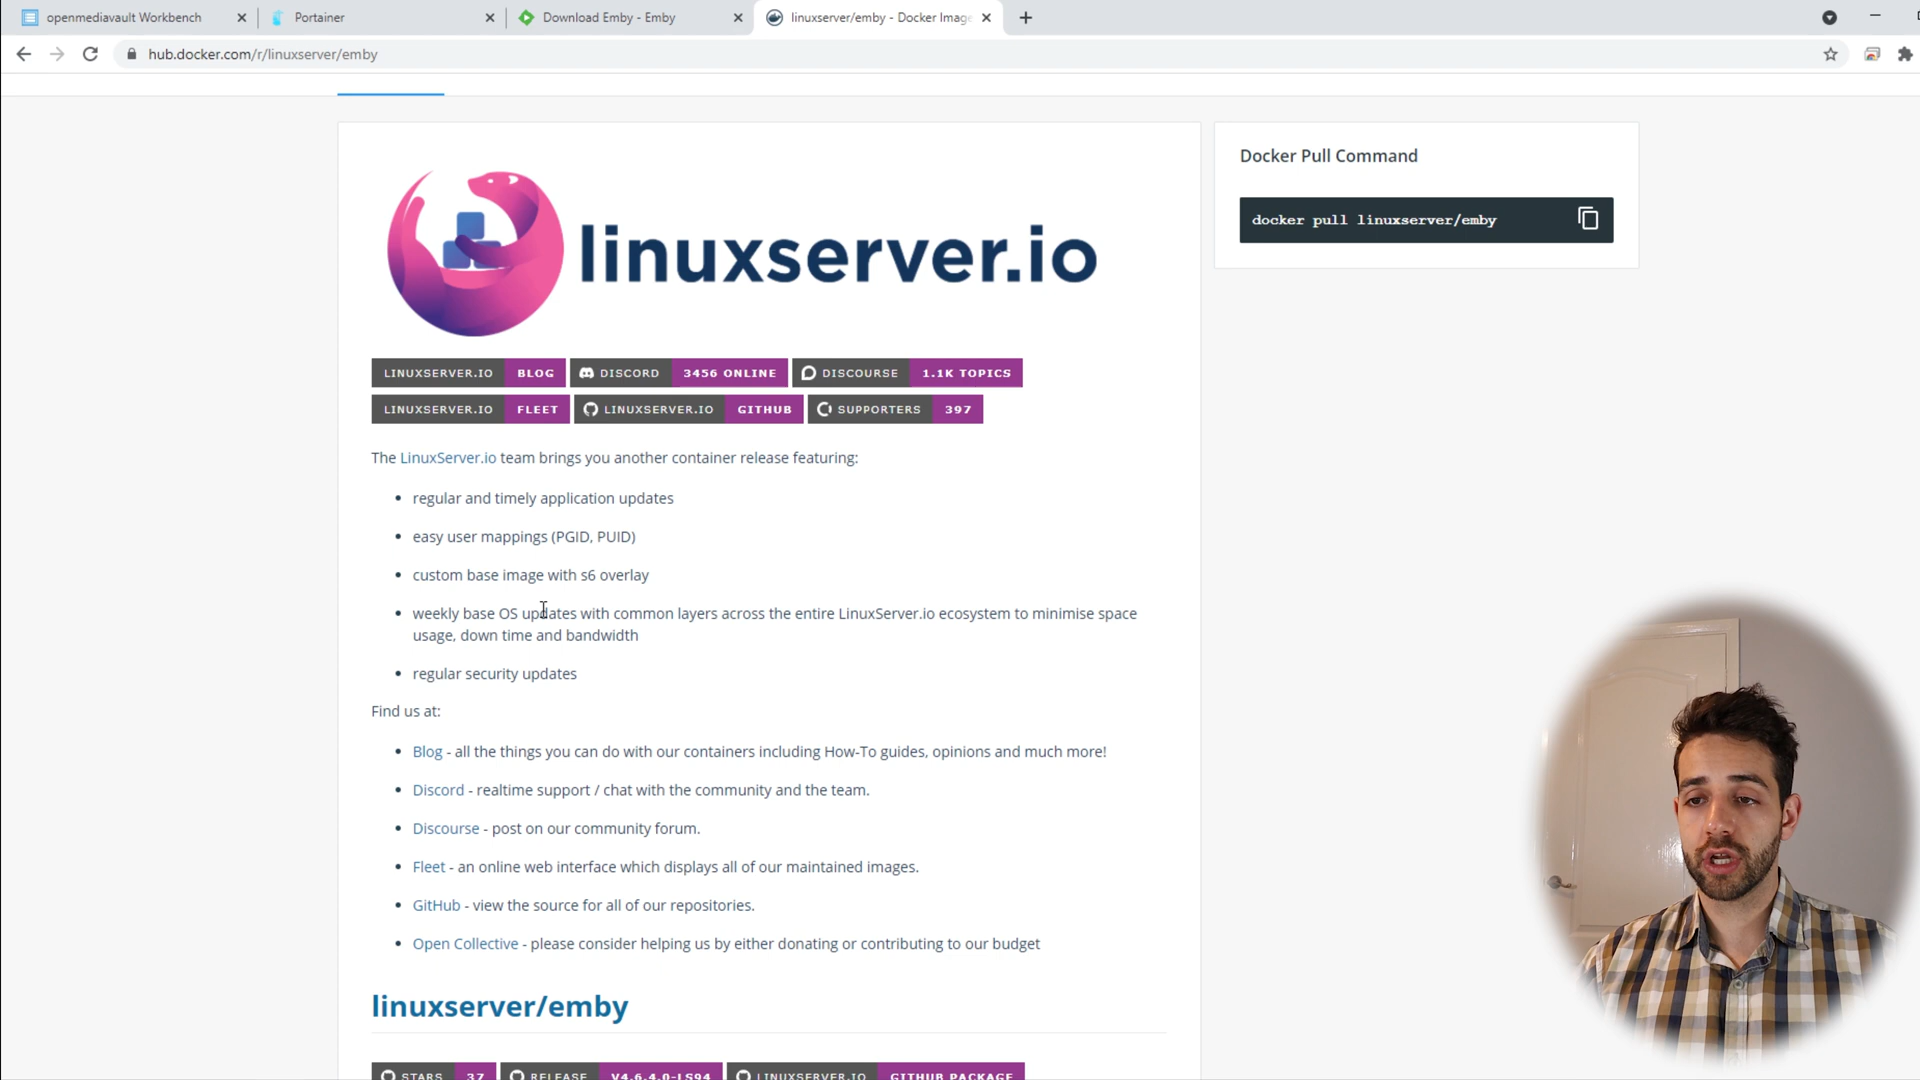 openmediavault Workbench
Portainer
Download Emby - Emby
linuxserver/emby - Docker Image
hub.docker.com/r/linuxserver/emby
linuxserver.io
Docker Pull Command
docker pull linuxserver/emby
LINUXSERVER.IO BLOG
DISCORD 3456 ONLINE
DISCOURSE 1.1K TOPICS
LINUXSERVER.IO FLEET
LINUXSERVER.IO GITHUB
SUPPORTERS 397
The LinuxServer.io team brings you another container release featuring:
• regular and timely application updates
• easy user mappings (PGID, PUID)
• custom base image with s6 overlay
• weekly base OS updates with common layers across the entire LinuxServer.io ecosystem to minimise space
usage, down time and bandwidth
• regular security updates
Find us at:
• Blog - all the things you can do with our containers including How-To guides, opinions and much more!
• Discord - realtime support / chat with the community and the team.
• Discourse - post on our community forum.
• Fleet - an online web interface which displays all of our maintained images.
• GitHub - view the source for all of our repositories.
• Open Collective - please consider helping us by either donating or contributing to our budget
linuxserver/emby
STARS 37
RELEASE V4.6.4.0-LS94
LINUXSERVER.IO GITHUB PACKAGE